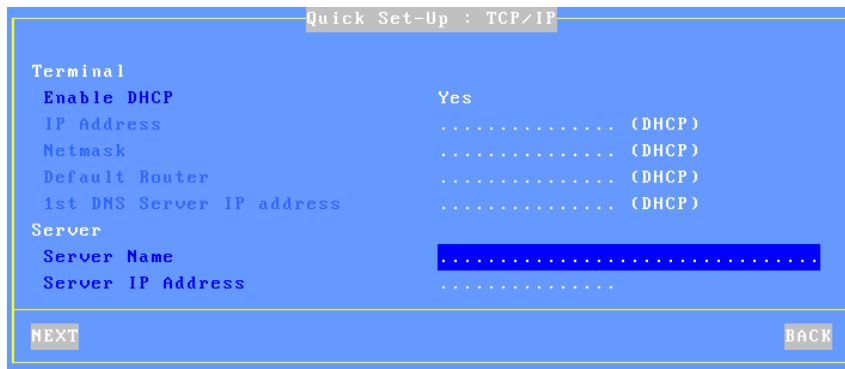 Quick Set-Up : TCP/IP
Terminal
Enable DHCP Yes
IP Address ............... (DHCP)
Netmask ............... (DHCP)
Default Router ............... (DHCP)
1st DNS Server IP address ............... (DHCP)
Server
Server Name ................................
Server IP Address ...............
NEXT BACK